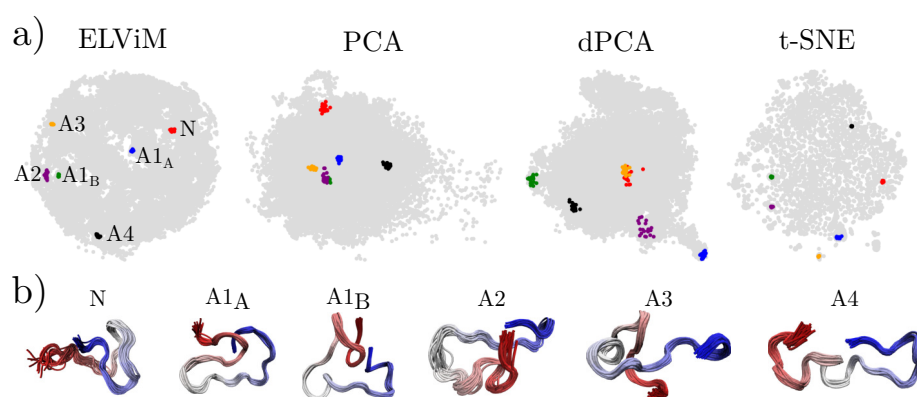 a) ELViM PCA dPCA t-SNE
A3 N
A1A
A2 A1B
A4
b) N A1A A1B A2 A3 A4